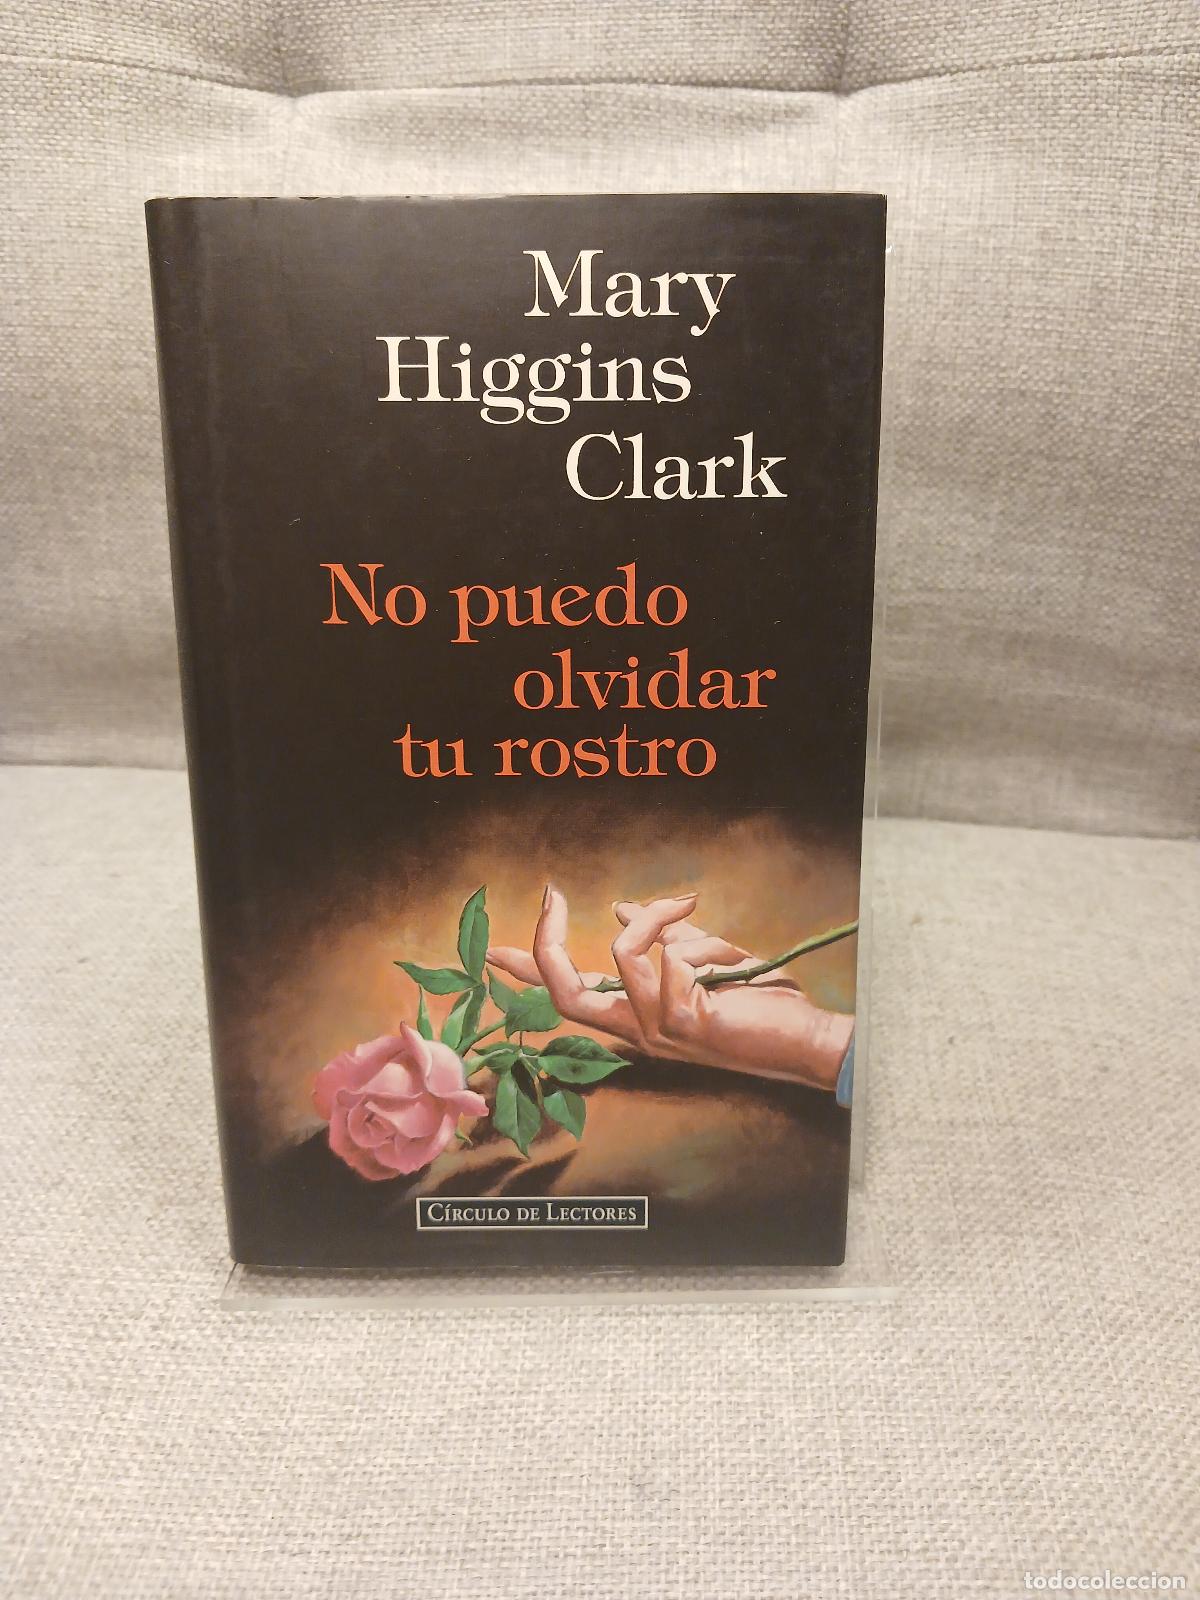 Mary
Higgins
Clark
No puedo
olvidar
tu rostro
CÍRCULO DE LECTORES
todocoleccion